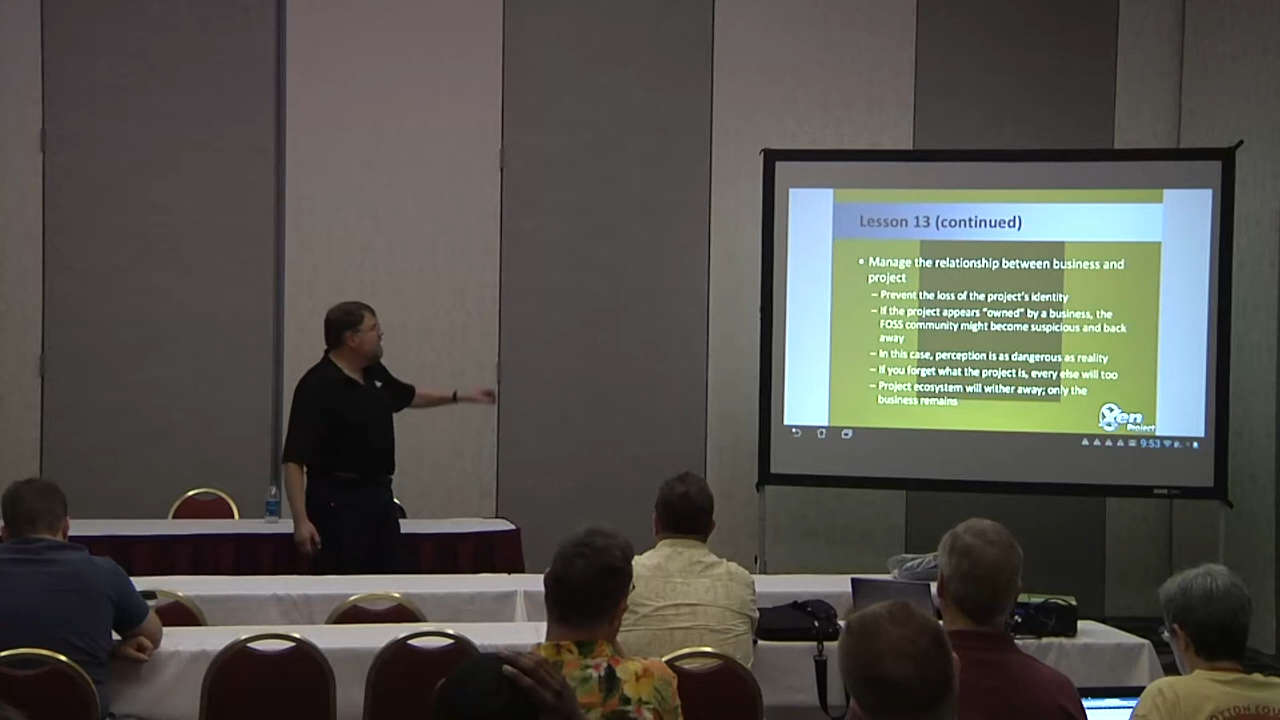 Lesson 13 (continued)
• Manage the relationship between business and
project
– Prevent the loss of the project's identity
– If the project appears "owned" by a business, the
FOSS community might become suspicious and back
away
– In this case, perception is as dangerous as reality
– If you forget what the project is, every else will too
– Project ecosystem will wither away; only the
business remains
Xen
Project
9:53